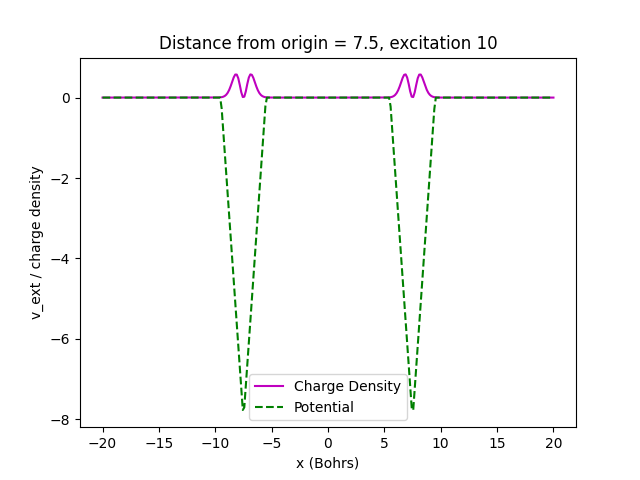 Distance from origin = 7.5, excitation 10
v_ext / charge density
0
−2
−4
−6
−8
Charge Density
Potential
−20 −15 −10 −5 0 5 10 15 20
x (Bohrs)